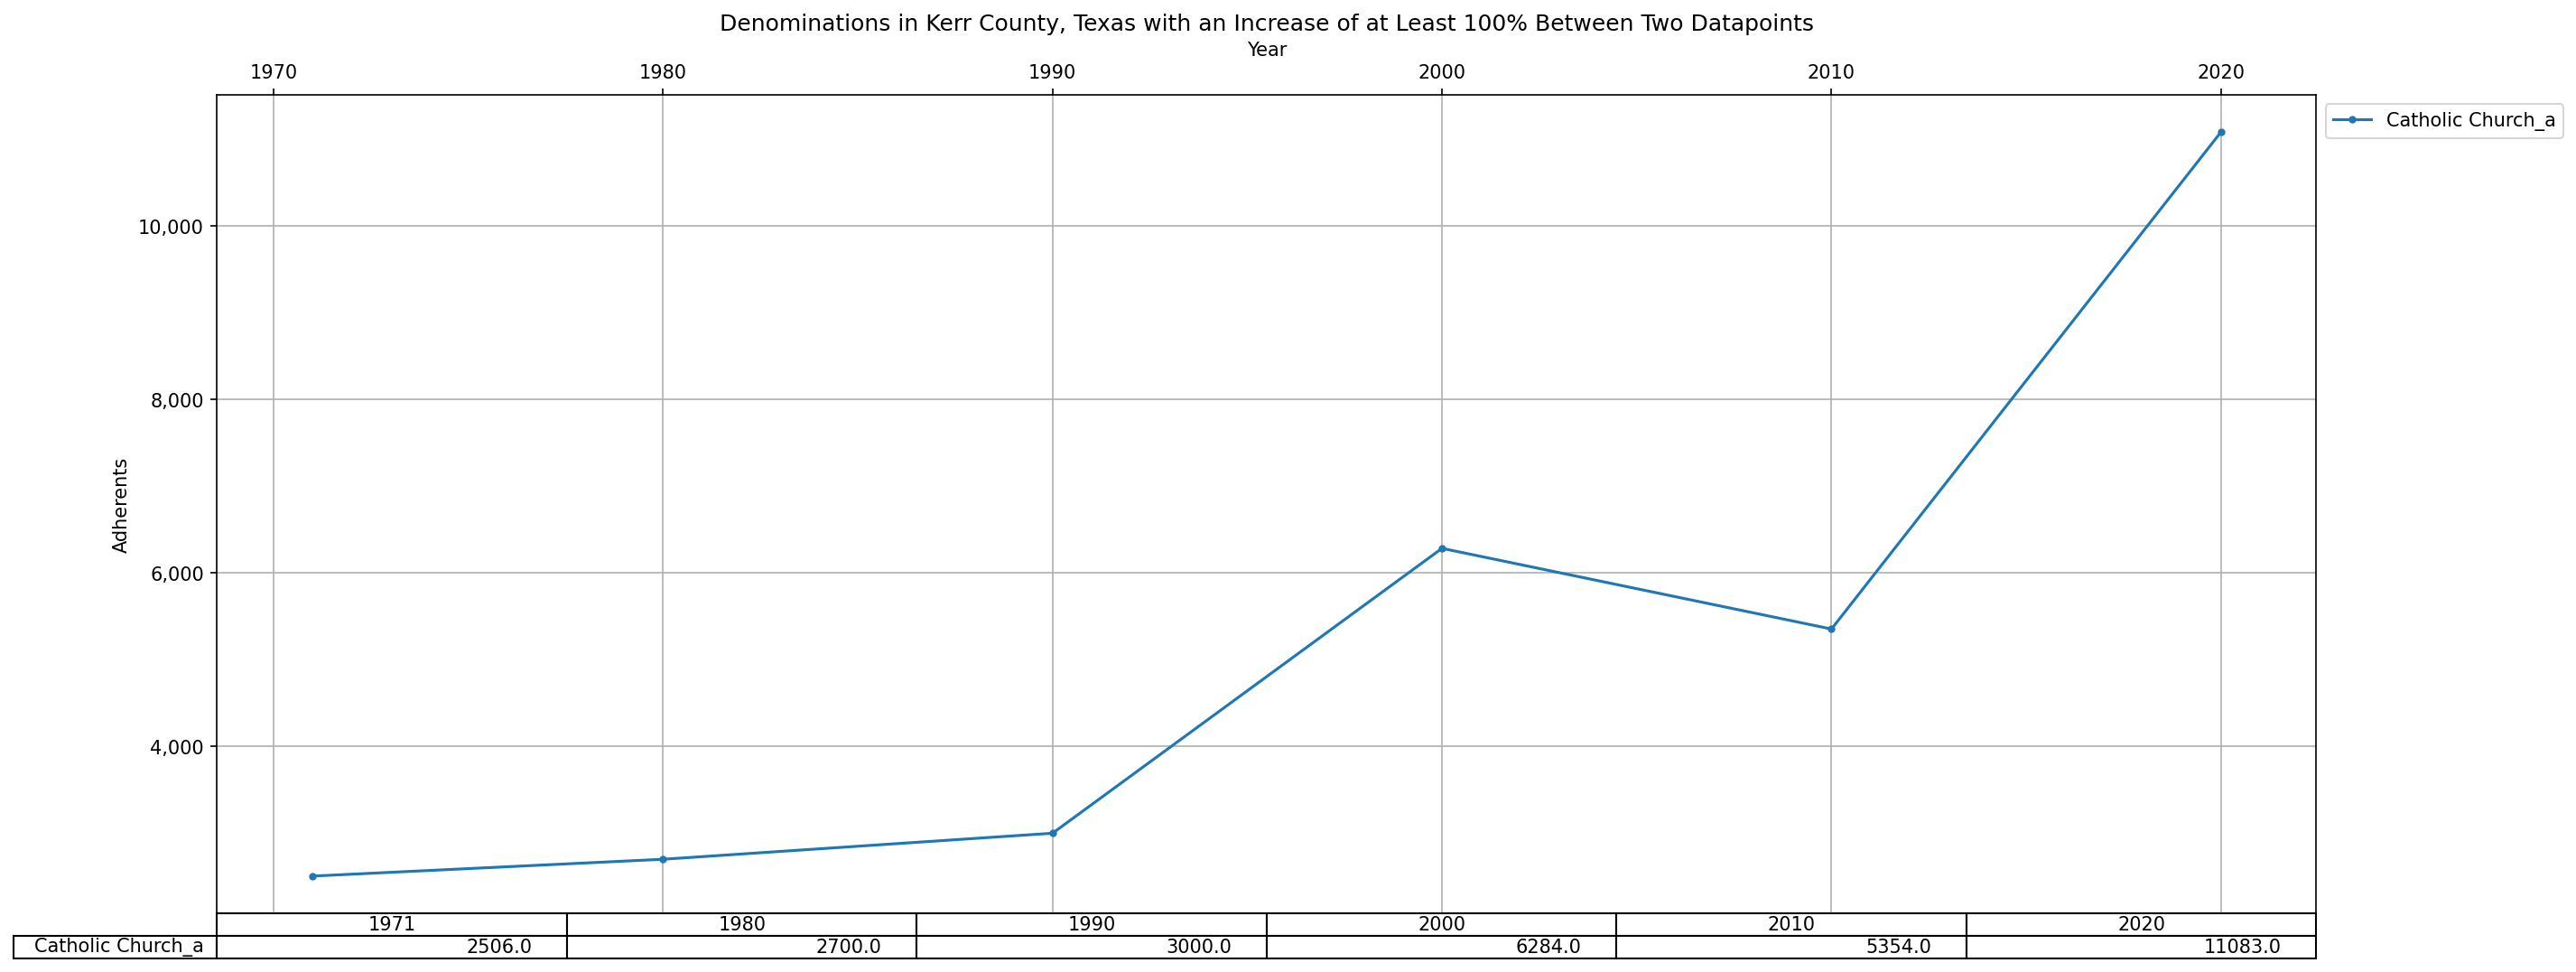 Denominations in Kerr County, Texas with an Increase of at Least 100% Between Two Datapoints
Year
1970 1980 1990 2000 2010 2020
Catholic Church_a
10,000
8,000
6,000
4,000
Adherents
1971 1980 1990 2000 2010 2020
Catholic Church_a 2506.0 2700.0 3000.0 6284.0 5354.0 11083.0